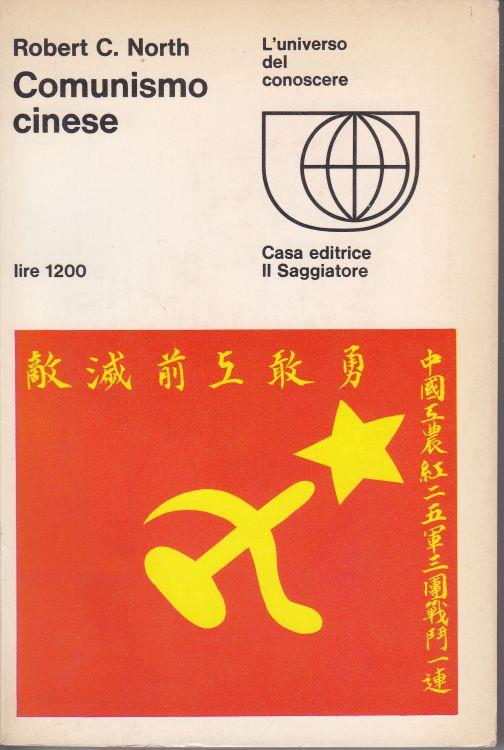 Robert C. North
Comunismo
cinese
L'universo
del
conoscere
Casa editrice
Il Saggiatore
lire 1200
勇敢前滅敵
中國工農紅二五軍三團戰鬥一連